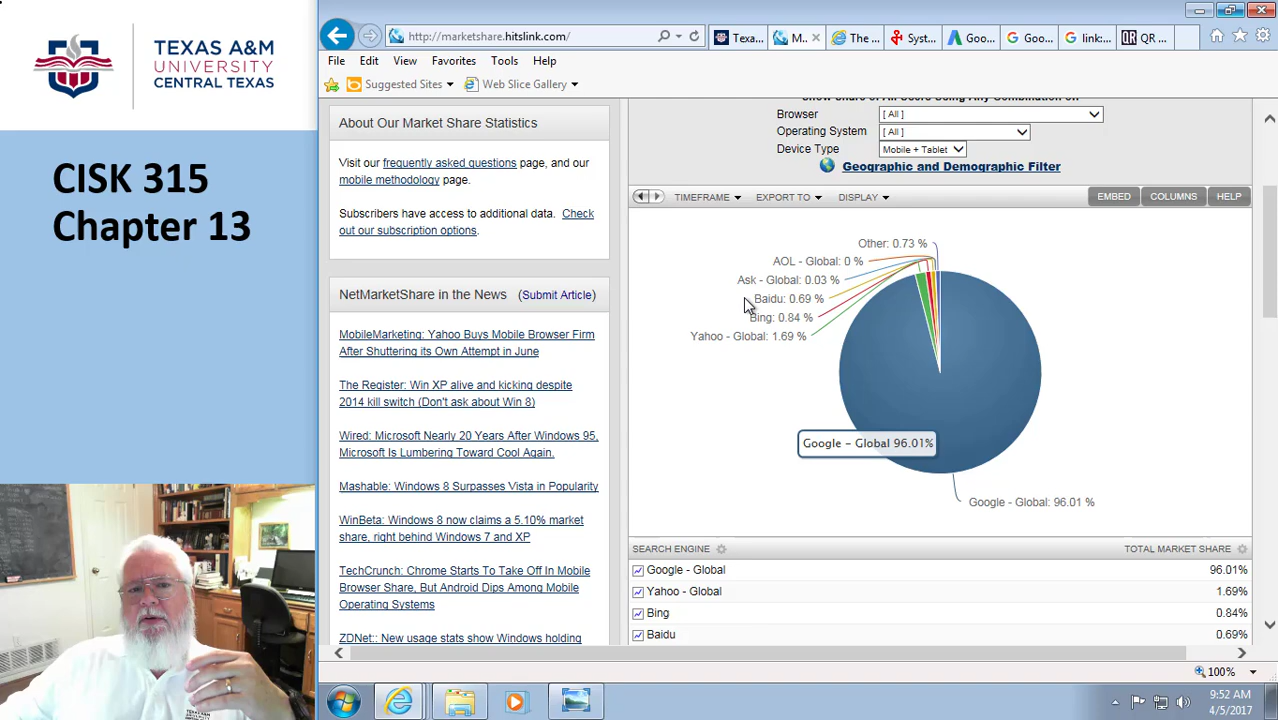 TEXAS A&M
UNIVERSITY
CENTRAL TEXAS
CISK 315
Chapter 13
http://marketshare.hitslink.com/
Texa...
M..
The ...
Syst...
Goo...
Goo...
link:...
QR ...
File Edit View Favorites Tools Help
Suggested Sites
Web Slice Gallery
About Our Market Share Statistics
Visit our frequently asked questions page, and our
mobile methodology page.
Subscribers have access to additional data. Check
out our subscription options.
NetMarketShare in the News (Submit Article)
MobileMarketing: Yahoo Buys Mobile Browser Firm
After Shuttering its Own Attempt in June
The Register: Win XP alive and kicking despite
2014 kill switch (Don't ask about Win 8)
Wired: Microsoft Nearly 20 Years After Windows 95,
Microsoft Is Lumbering Toward Cool Again.
Mashable: Windows 8 Surpasses Vista in Popularity
WinBeta: Windows 8 now claims a 5.10% market
share, right behind Windows 7 and XP
TechCrunch: Chrome Starts To Take Off In Mobile
Browser Share, But Android Dips Among Mobile
Operating Systems
ZDNet:: New usage stats show Windows holding
Browser [ All ]
Operating System [ All ]
Device Type Mobile + Tablet
Geographic and Demographic Filter
TIMEFRAME EXPORT TO DISPLAY EMBED COLUMNS HELP
Other: 0.73 %
AOL - Global: 0 %
Ask - Global: 0.03 %
Baidu: 0.69 %
Bing: 0.84 %
Yahoo - Global: 1.69 %
Google - Global 96.01%
Google - Global: 96.01 %
SEARCH ENGINE TOTAL MARKET SHARE
Google - Global 96.01%
Yahoo - Global 1.69%
Bing 0.84%
Baidu 0.69%
100%
9:52 AM
4/5/2017